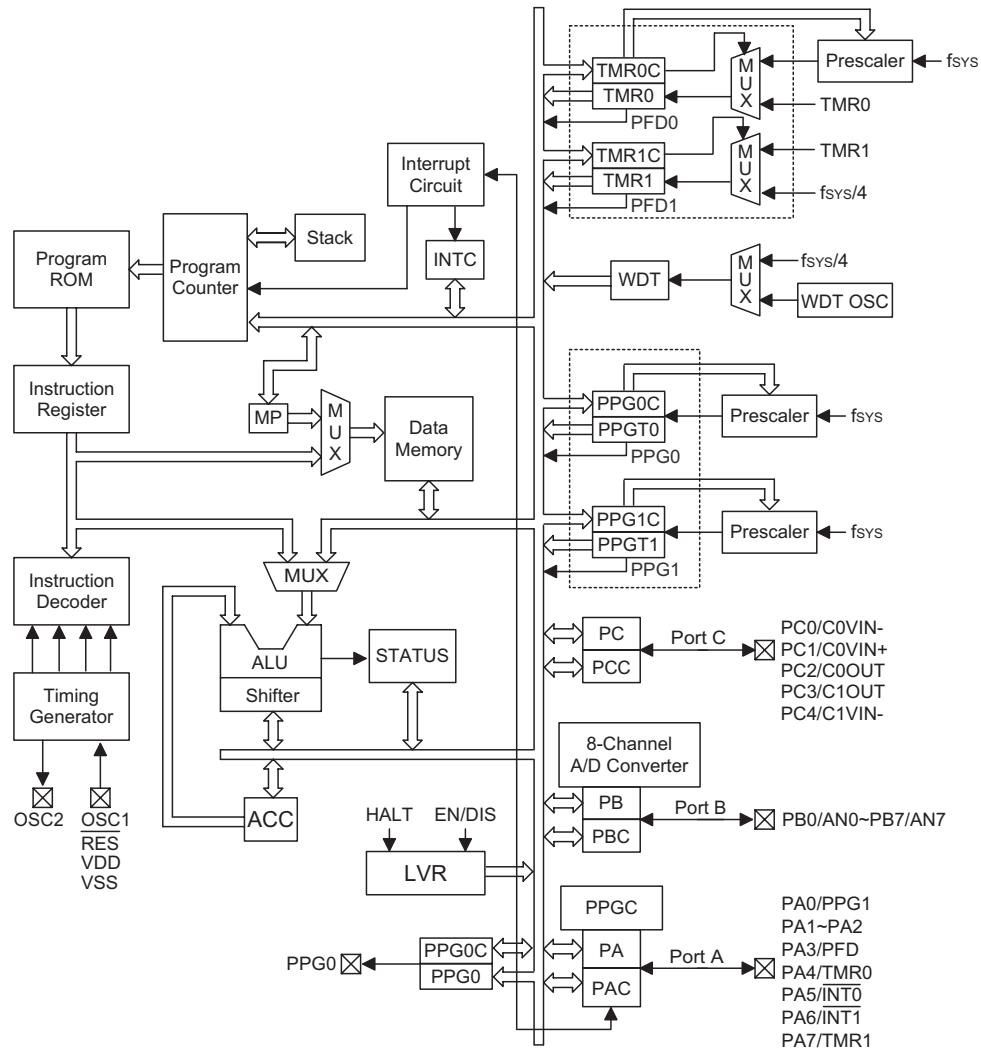 TMR0C
TMR0
PFD0
MUX
Prescaler
fSYS
TMR0
TMR1C
TMR1
PFD1
MUX
TMR1
fSYS/4
Interrupt
Circuit
Stack
INTC
Program
ROM
Program
Counter
WDT
MUX
fSYS/4
WDT OSC
Instruction
Register
MP
MUX
Data
Memory
PPG0C
PPGT0
PPG0
Prescaler
fSYS
PPG1C
PPGT1
PPG1
Prescaler
fSYS
Instruction
Decoder
MUX
ALU
Shifter
STATUS
Timing
Generator
OSC2
OSC1
RES
VDD
VSS
ACC
PC
PCC
Port C
PC0/C0VIN-
PC1/C0VIN+
PC2/C0OUT
PC3/C1OUT
PC4/C1VIN-
8-Channel
A/D Converter
PB
PBC
Port B
PB0/AN0~PB7/AN7
HALT
EN/DIS
LVR
PPGC
PA
PAC
Port A
PA0/PPG1
PA1~PA2
PA3/PFD
PA4/TMR0
PA5/INT0
PA6/INT1
PA7/TMR1
PPG0
PPG0C
PPG0